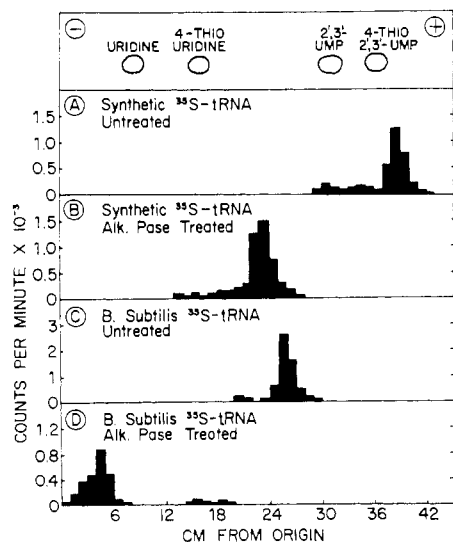 ⊖ ⊕
URIDINE
4-THIO
URIDINE
2',3'-
UMP
4-THIO
2',3'-UMP
COUNTS PER MINUTE X 10⁻³
Ⓐ Synthetic ³⁵S-tRNA
Untreated
1.5
1.0
0.5
0
Ⓑ Synthetic ³⁵S-tRNA
Alk. Pase Treated
1.5
1.0
0.5
0
Ⓒ B. Subtilis ³⁵S-tRNA
Untreated
3
2
1
0
Ⓓ B. Subtilis ³⁵S-tRNA
Alk. Pase Treated
1.2
0.8
0.4
0
6 12 18 24 30 36 42
CM FROM ORIGIN